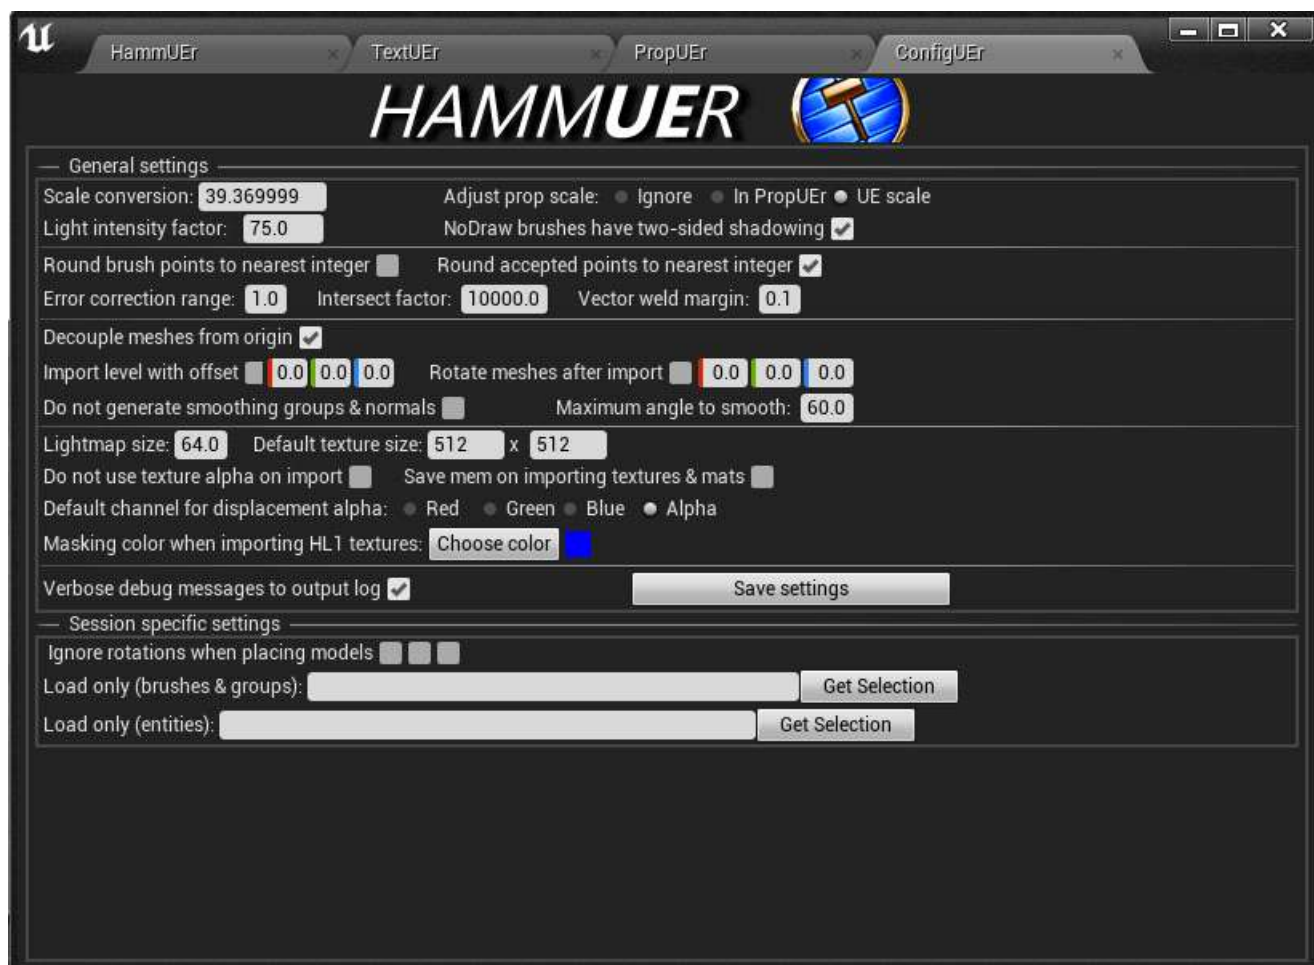 HammUEr TextUEr PropUEr ConfigUEr
HAMMUER
General settings
Scale conversion: 39.369999 Adjust prop scale: Ignore In PropUEr UE scale
Light intensity factor: 75.0 NoDraw brushes have two-sided shadowing
Round brush points to nearest integer Round accepted points to nearest integer
Error correction range: 1.0 Intersect factor: 10000.0 Vector weld margin: 0.1
Decouple meshes from origin
Import level with offset 0.0 0.0 0.0 Rotate meshes after import 0.0 0.0 0.0
Do not generate smoothing groups & normals Maximum angle to smooth: 60.0
Lightmap size: 64.0 Default texture size: 512 x 512
Do not use texture alpha on import Save mem on importing textures & mats
Default channel for displacement alpha: Red Green Blue Alpha
Masking color when importing HL1 textures: Choose color
Verbose debug messages to output log Save settings
Session specific settings
Ignore rotations when placing models
Load only (brushes & groups): Get Selection
Load only (entities): Get Selection